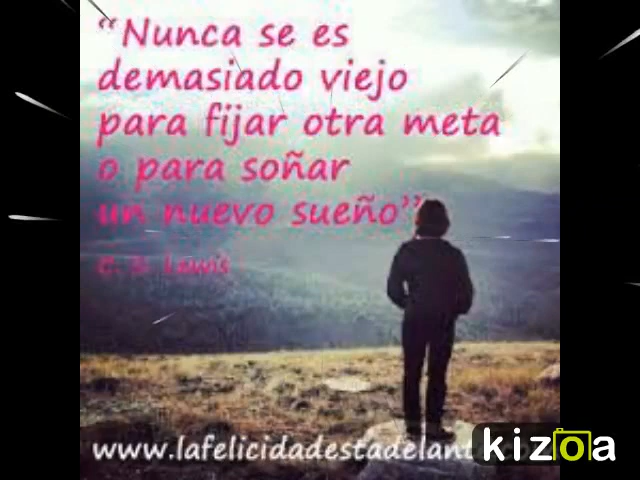 “Nunca se es
demasiado viejo
para fijar otra meta
o para soñar
un nuevo sueño”
C. S. Lewis
www.lafelicidadestadelant
kizoa